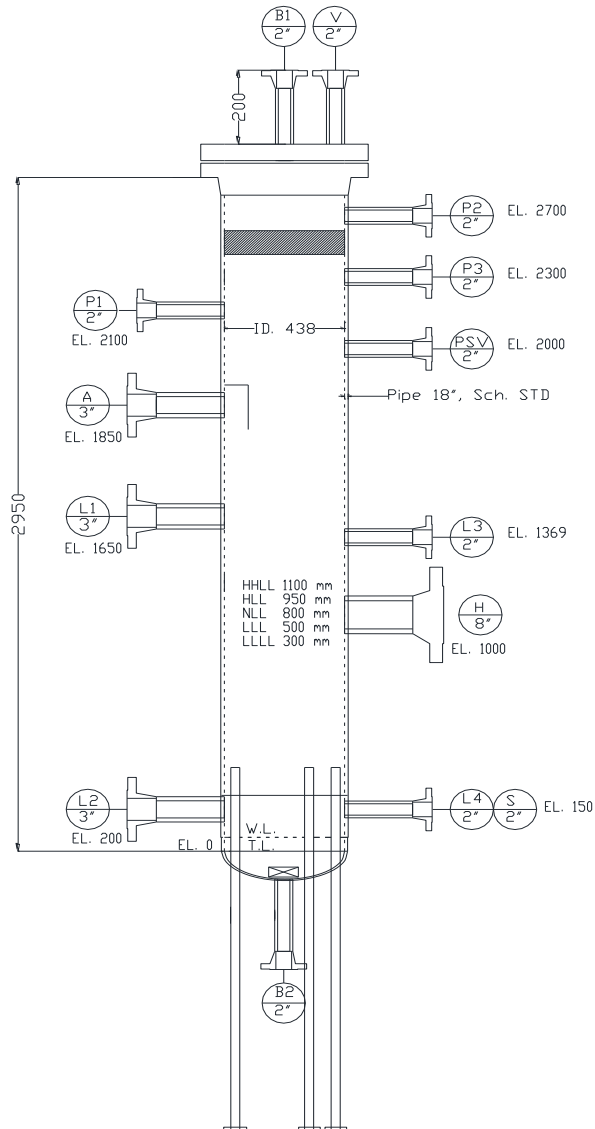 B1
2″
V
2″
200
P2
2″
EL. 2700
P3
2″
EL. 2300
P1
2″
EL. 2100
ID. 438
PSV
2″
EL. 2000
A
3″
EL. 1850
Pipe 18″, Sch. STD
2950
L1
3″
EL. 1650
L3
2″
EL. 1369
HHLL 1100 mm
HLL 950 mm
NLL 800 mm
LLL 500 mm
LLLL 300 mm
H
8″
EL. 1000
L2
3″
EL. 200
L4
2″
S
2″
EL. 150
W.L.
EL. 0
T.L.
B2
2″